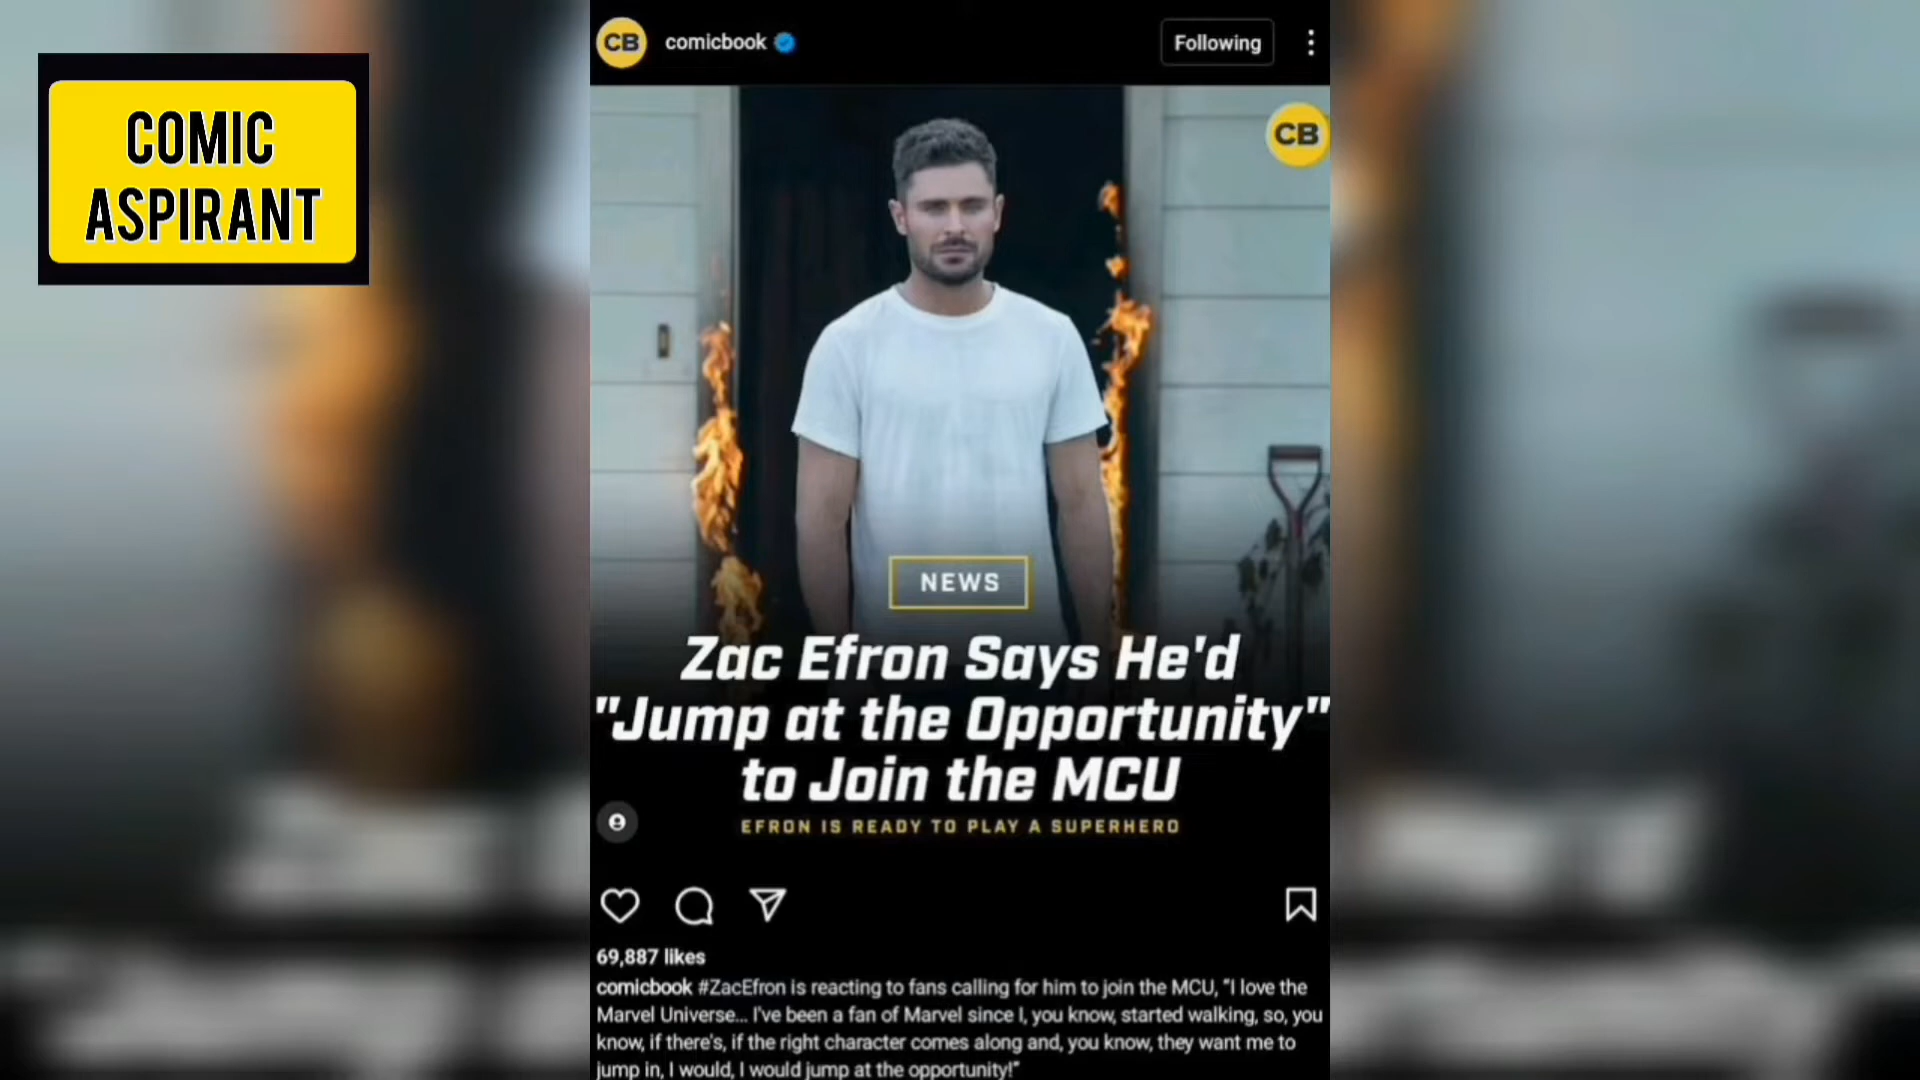 COMIC
ASPIRANT
CB comicbook Following
CB
NEWS
Zac Efron Says He'd
"Jump at the Opportunity"
to Join the MCU
EFRON IS READY TO PLAY A SUPERHERO
69,887 likes
comicbook #ZacEfron is reacting to fans calling for him to join the MCU, "I love the
Marvel Universe... I've been a fan of Marvel since I, you know, started walking, so, you
know, if there's, if the right character comes along and, you know, they want me to
jump in, I would, I would jump at the opportunity!"